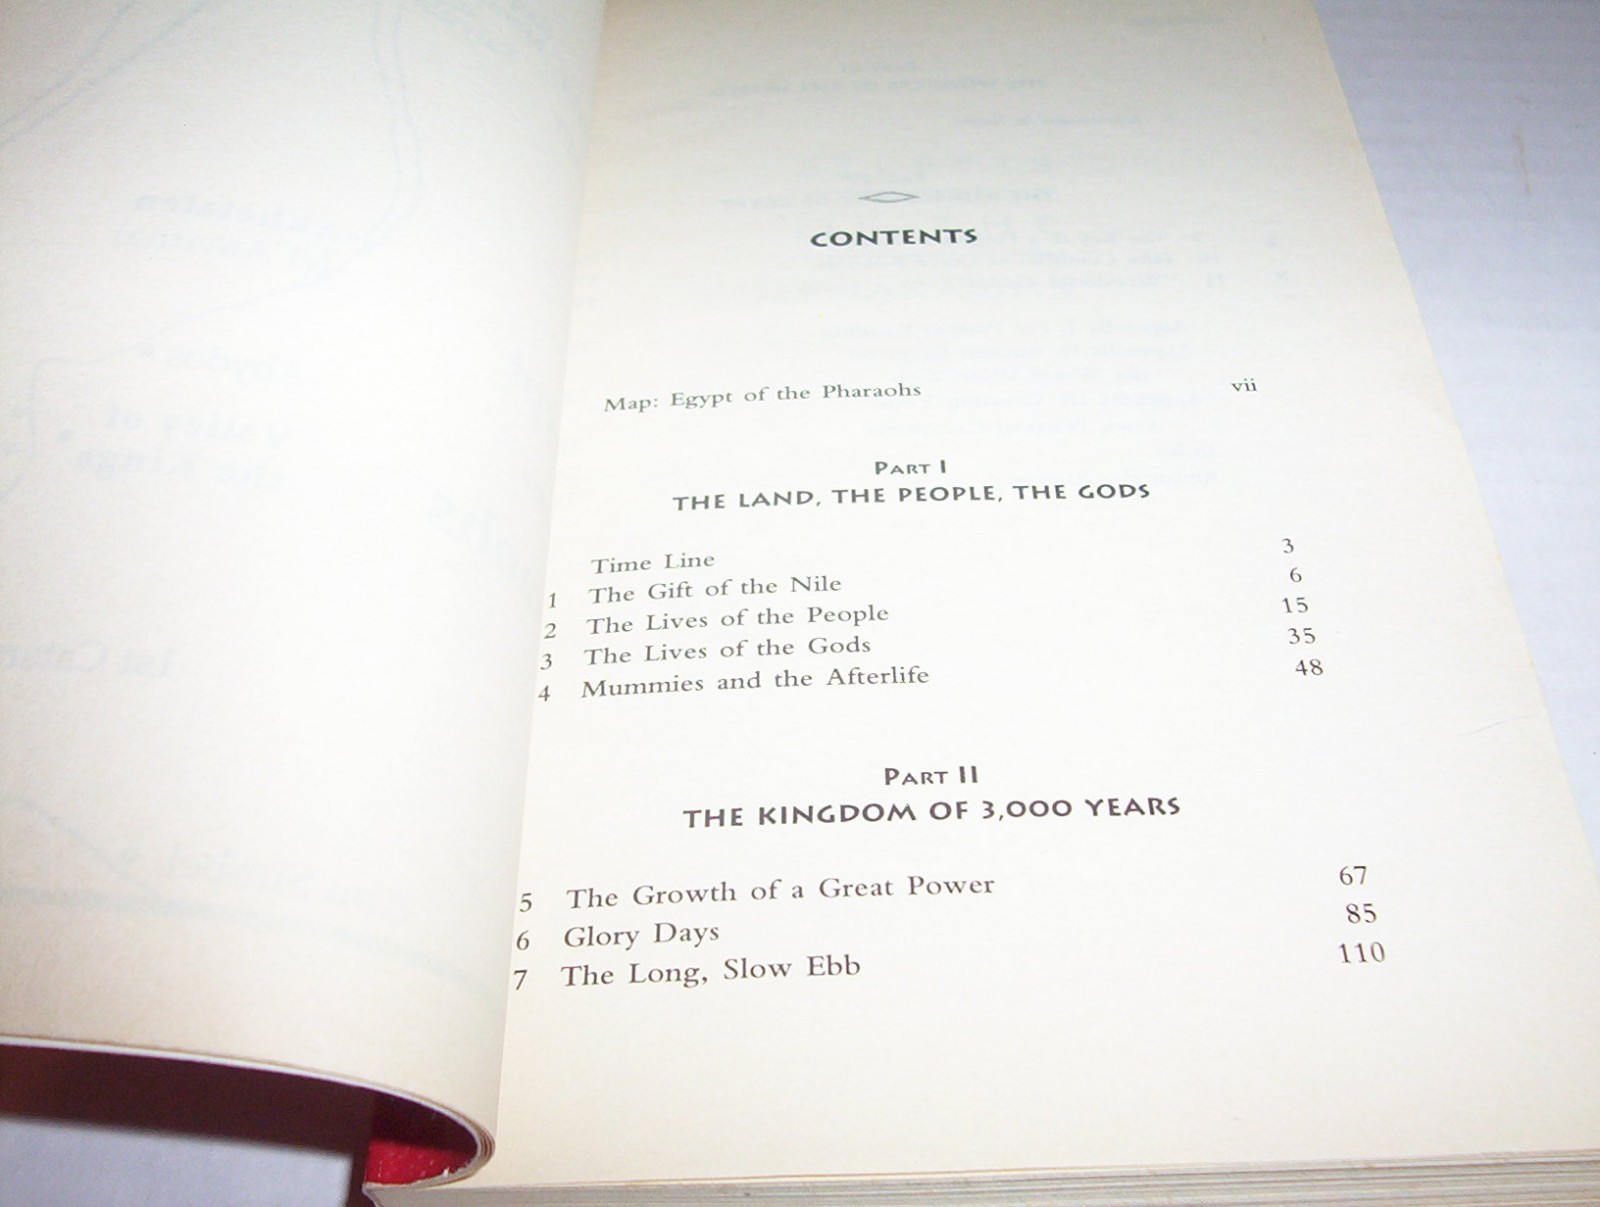 CONTENTS
Map: Egypt of the Pharaohs vii
PART I
THE LAND, THE PEOPLE, THE GODS
Time Line 3
1 The Gift of the Nile 6
2 The Lives of the People 15
3 The Lives of the Gods 35
4 Mummies and the Afterlife 48
PART II
THE KINGDOM OF 3,000 YEARS
5 The Growth of a Great Power 67
6 Glory Days 85
7 The Long, Slow Ebb 110